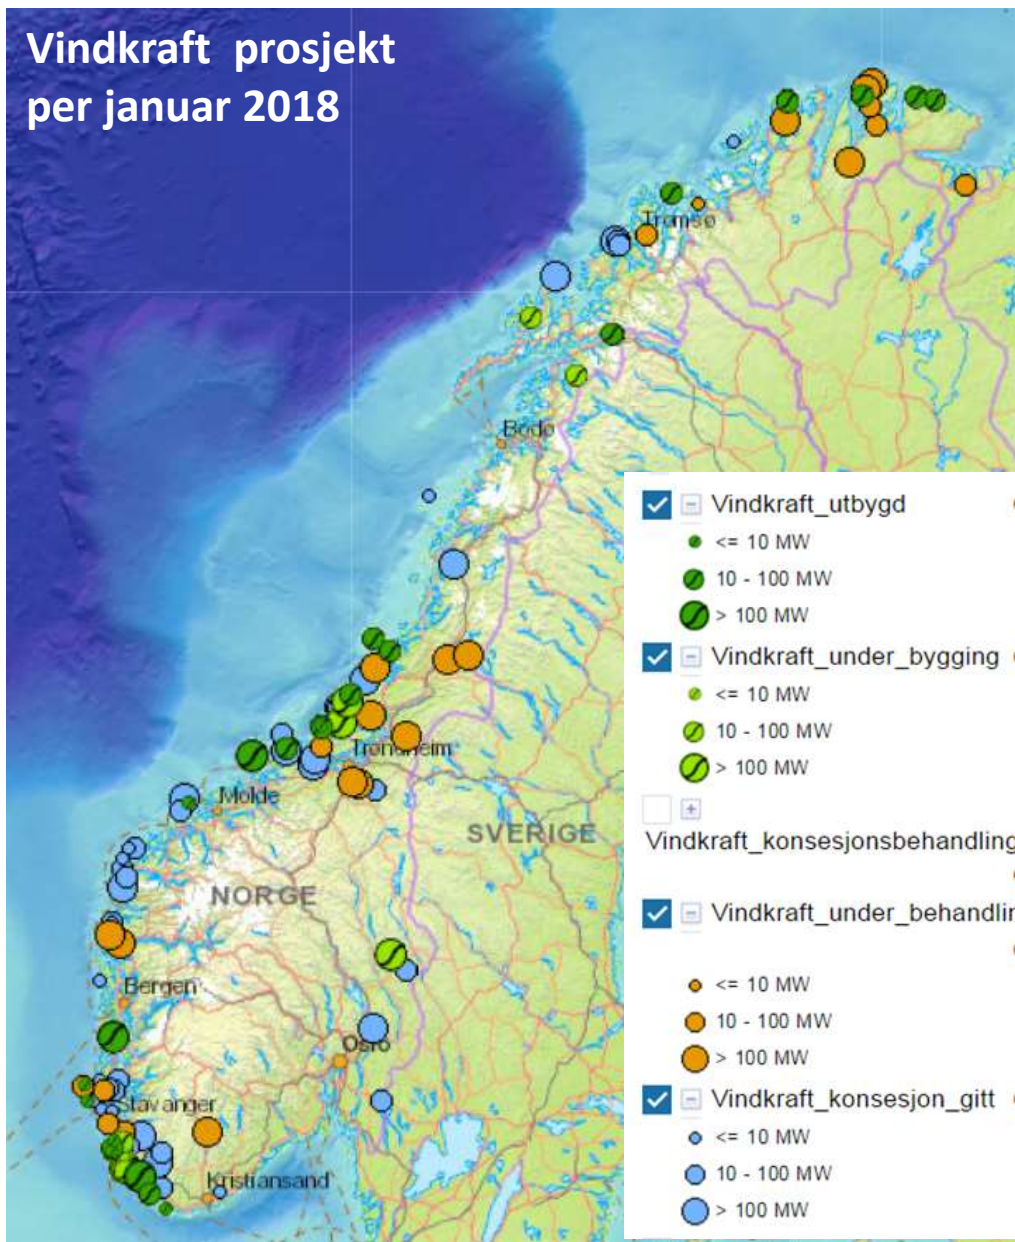 Vindkraft prosjekt
per januar 2018
Tromsø
Bodø
Trondheim
Molde
SVERIGE
NORGE
Bergen
Oslo
Stavanger
Kristiansand
Vindkraft_utbygd
<= 10 MW
10 - 100 MW
> 100 MW
Vindkraft_under_bygging
<= 10 MW
10 - 100 MW
> 100 MW
Vindkraft_konsesjonsbehandling
Vindkraft_under_behandlin
<= 10 MW
10 - 100 MW
> 100 MW
Vindkraft_konsesjon_gitt
<= 10 MW
10 - 100 MW
> 100 MW